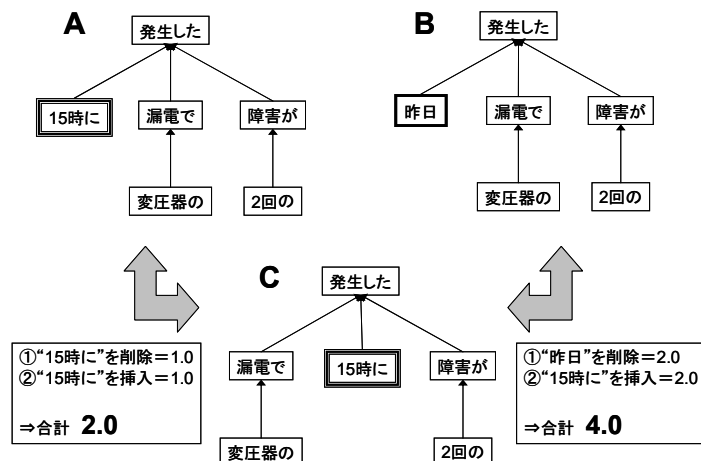 A
発生した
15時に
漏電で
障害が
変圧器の
2回の
B
発生した
昨日
漏電で
障害が
変圧器の
2回の
C
発生した
漏電で
15時に
障害が
変圧器の
2回の
①“15時に”を削除=1.0
②“15時に”を挿入=1.0
⇒合計 2.0
①“昨日”を削除=2.0
②“15時に”を挿入=2.0
⇒合計 4.0